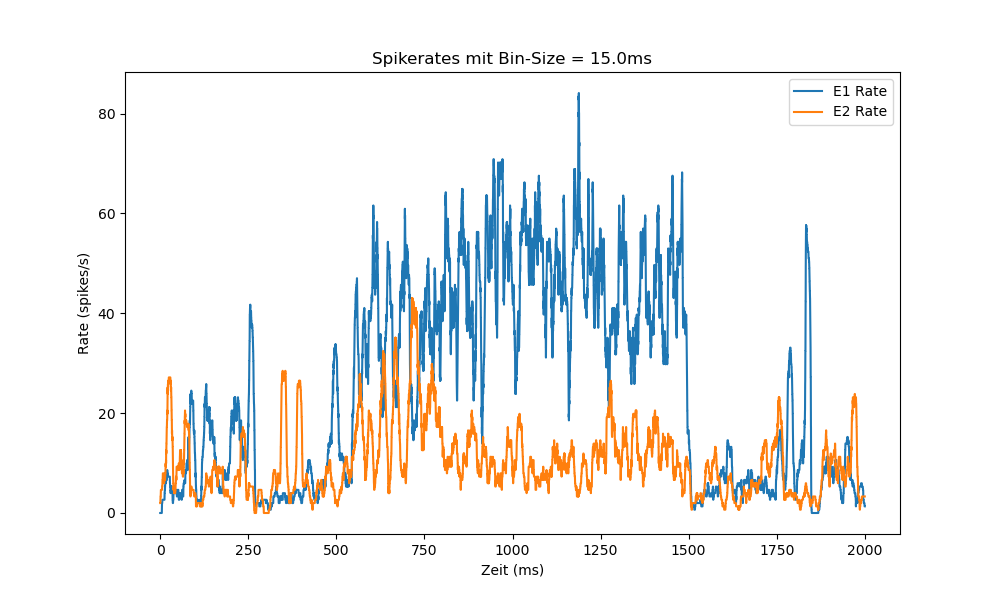 Spikerates mit Bin-Size = 15.0ms
E1 Rate
E2 Rate
80
60
40
20
0
Rate (spikes/s)
0 250 500 750 1000 1250 1500 1750 2000
Zeit (ms)